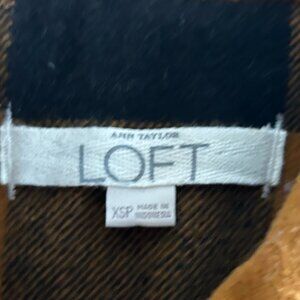 ANN TAYLOR
LOFT
XSP MADE IN
INDONESIA